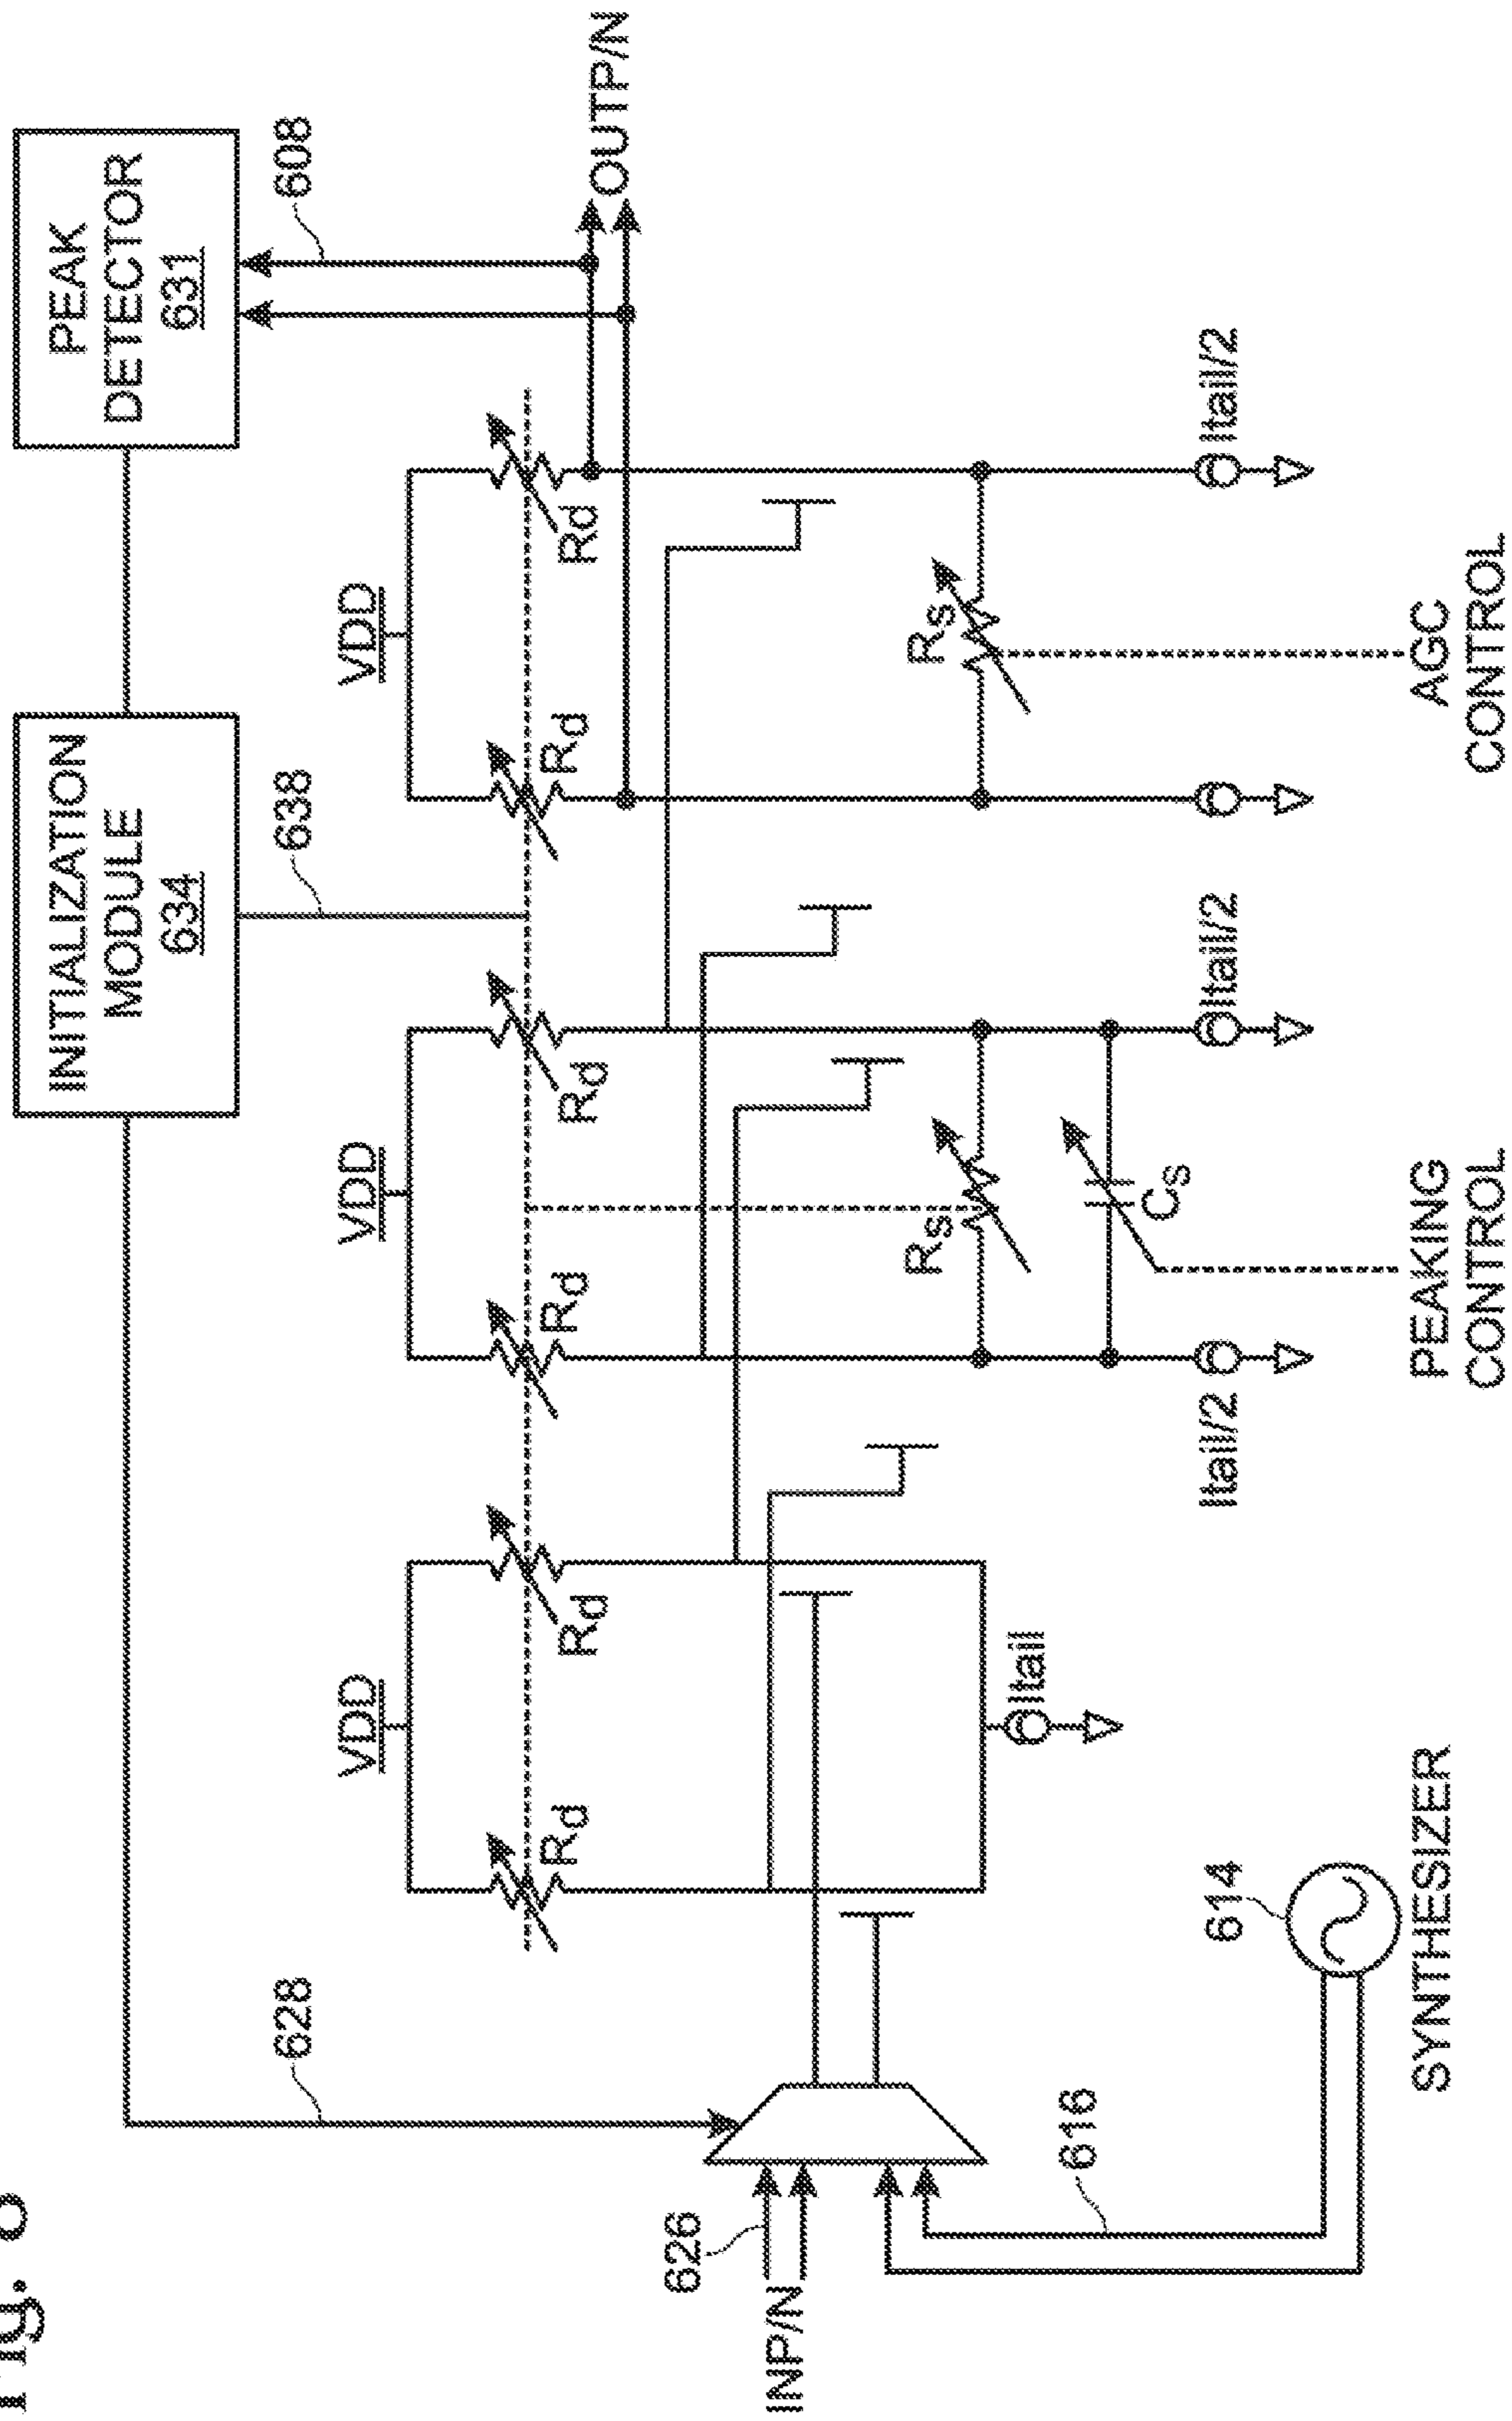 INITIALIZATION
MODULE
634
PEAK
DETECTOR
631
628
638
608
VDD
VDD
VDD
Rd
Rd
Rd
Rd
Rd
Rd
OUTP/N
626
INP/N
616
614
SYNTHESIZER
Itail
Rs
Cs
Itail/2
Itail/2
PEAKING
CONTROL
Rs
Itail/2
AGC
CONTROL